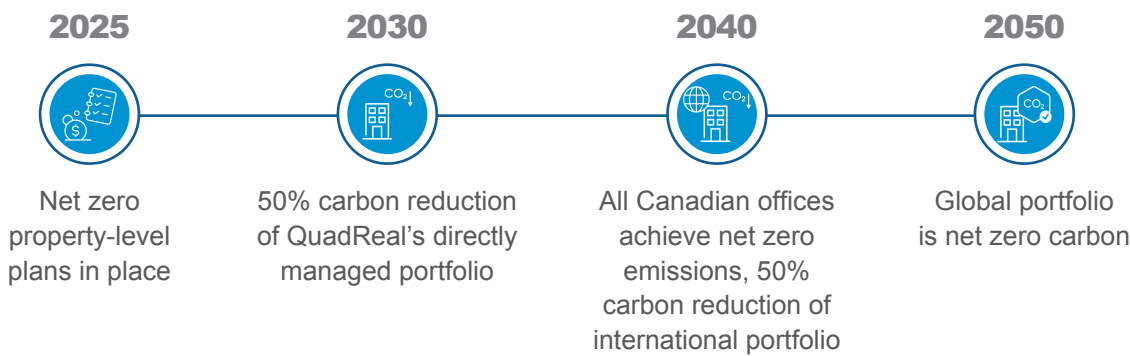 2025
2030
2040
2050
CO₂
CO₂
CO₂
$
Net zero
property-level
plans in place
50% carbon reduction
of QuadReal's directly
managed portfolio
All Canadian offices
achieve net zero
emissions, 50%
carbon reduction of
international portfolio
Global portfolio
is net zero carbon